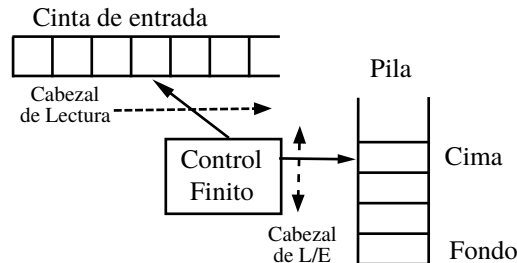 Cinta de entrada
Pila
Cabezal
de Lectura
Control
Finito
Cima
Cabezal
de L/E
Fondo